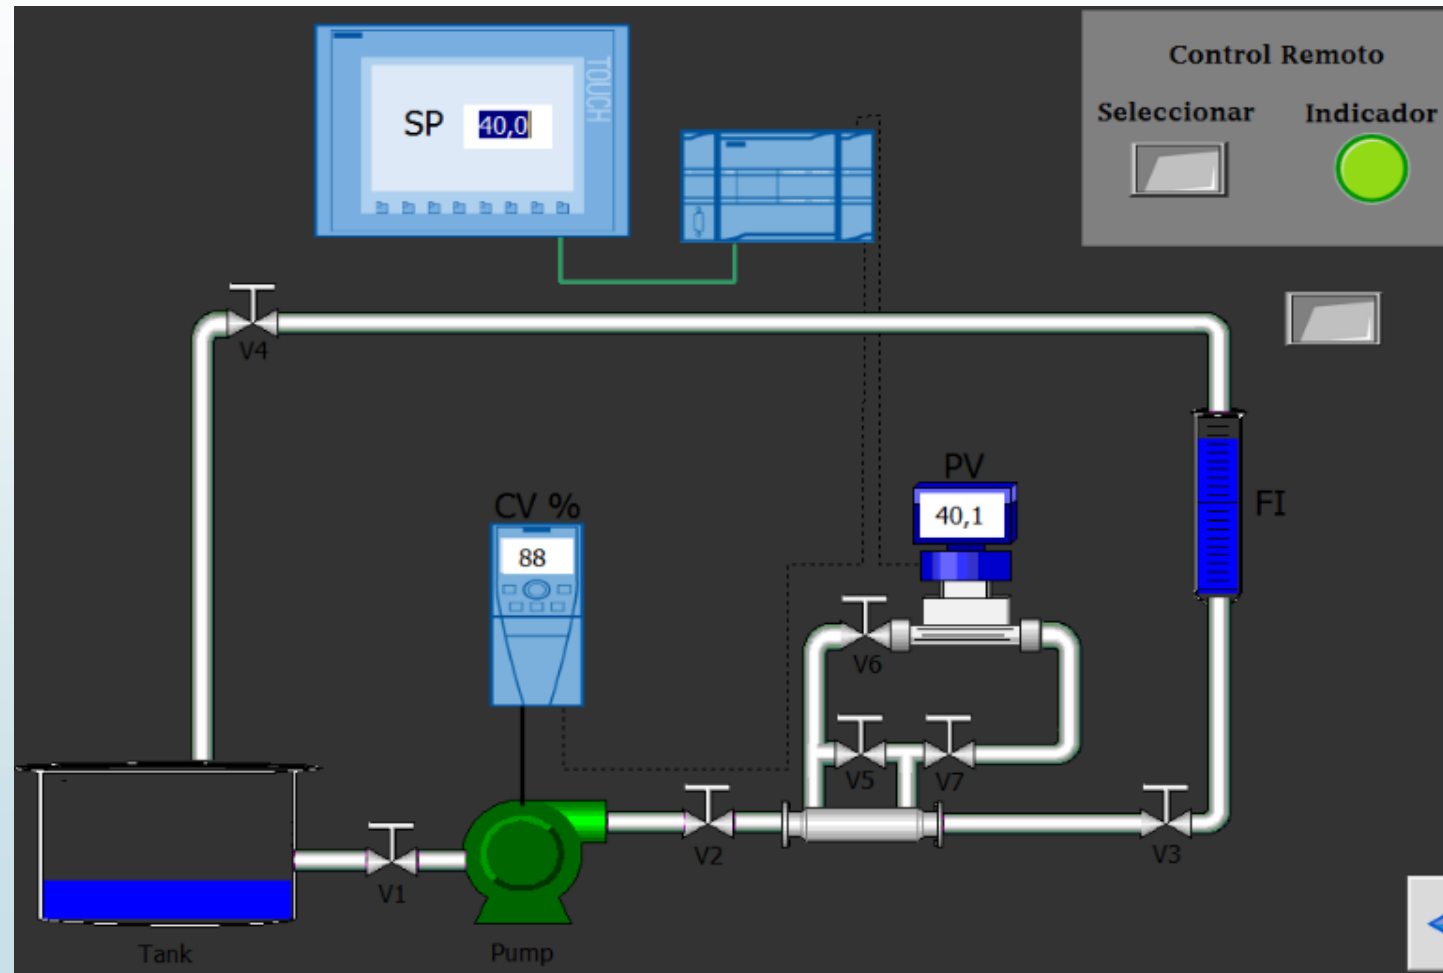 Control Remoto
Seleccionar
Indicador
TOUCH
SP 40,0
V4
PV
40,1
CV %
88
FI
V6
V5
V7
V1
V2
V3
Tank
Pump